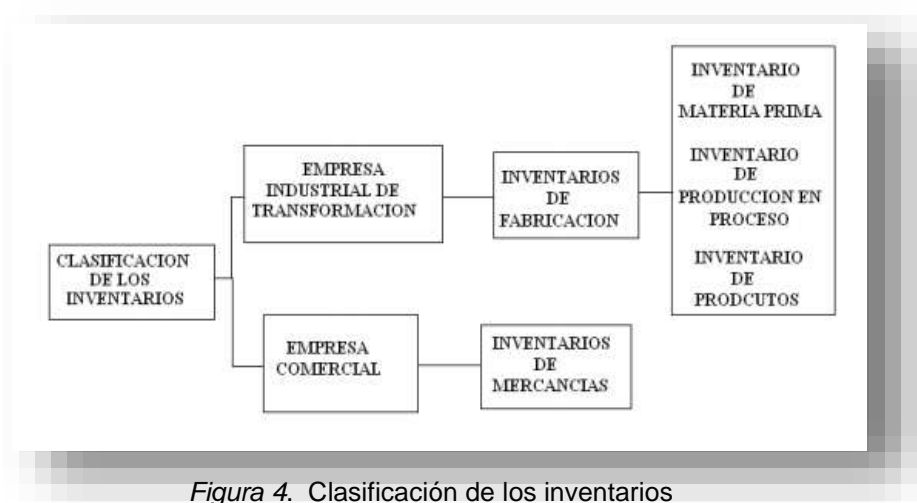 CLASIFICACION
DE LOS
INVENTARIOS
EMPRESA
INDUSTRIAL DE
TRANSFORMACION
INVENTARIOS
DE
FABRICACION
INVENTARIO
DE
MATERIA PRIMA
INVENTARIO
DE
PRODUCCION EN
PROCESO
INVENTARIO
DE
PRODCUTOS
EMPRESA
COMERCIAL
INVENTARIOS
DE
MERCANCIAS
Figura 4. Clasificación de los inventarios